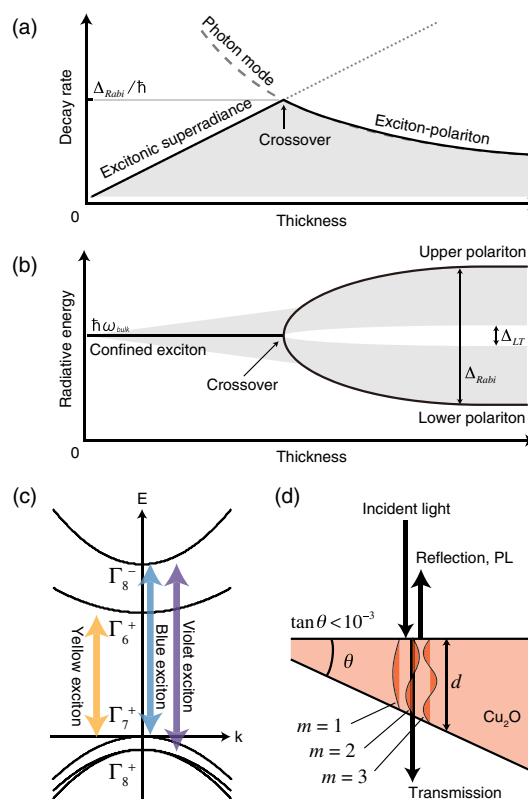 (a)
Decay rate
Δ_Rabi / ħ
Photon mode
Excitonic superradiance
Crossover
Exciton-polariton
0
Thickness
(b)
Radiative energy
ħω_bulk
Confined exciton
Crossover
Upper polariton
Δ_LT
Δ_Rabi
Lower polariton
0
Thickness
(c)
E
Γ₈⁻
Γ₆⁺
Yellow exciton
Blue exciton
Violet exciton
Γ₇⁺
k
Γ₈⁺
(d)
Incident light
Reflection, PL
tan θ < 10⁻³
θ
d
m = 1
m = 2
m = 3
Cu₂O
Transmission